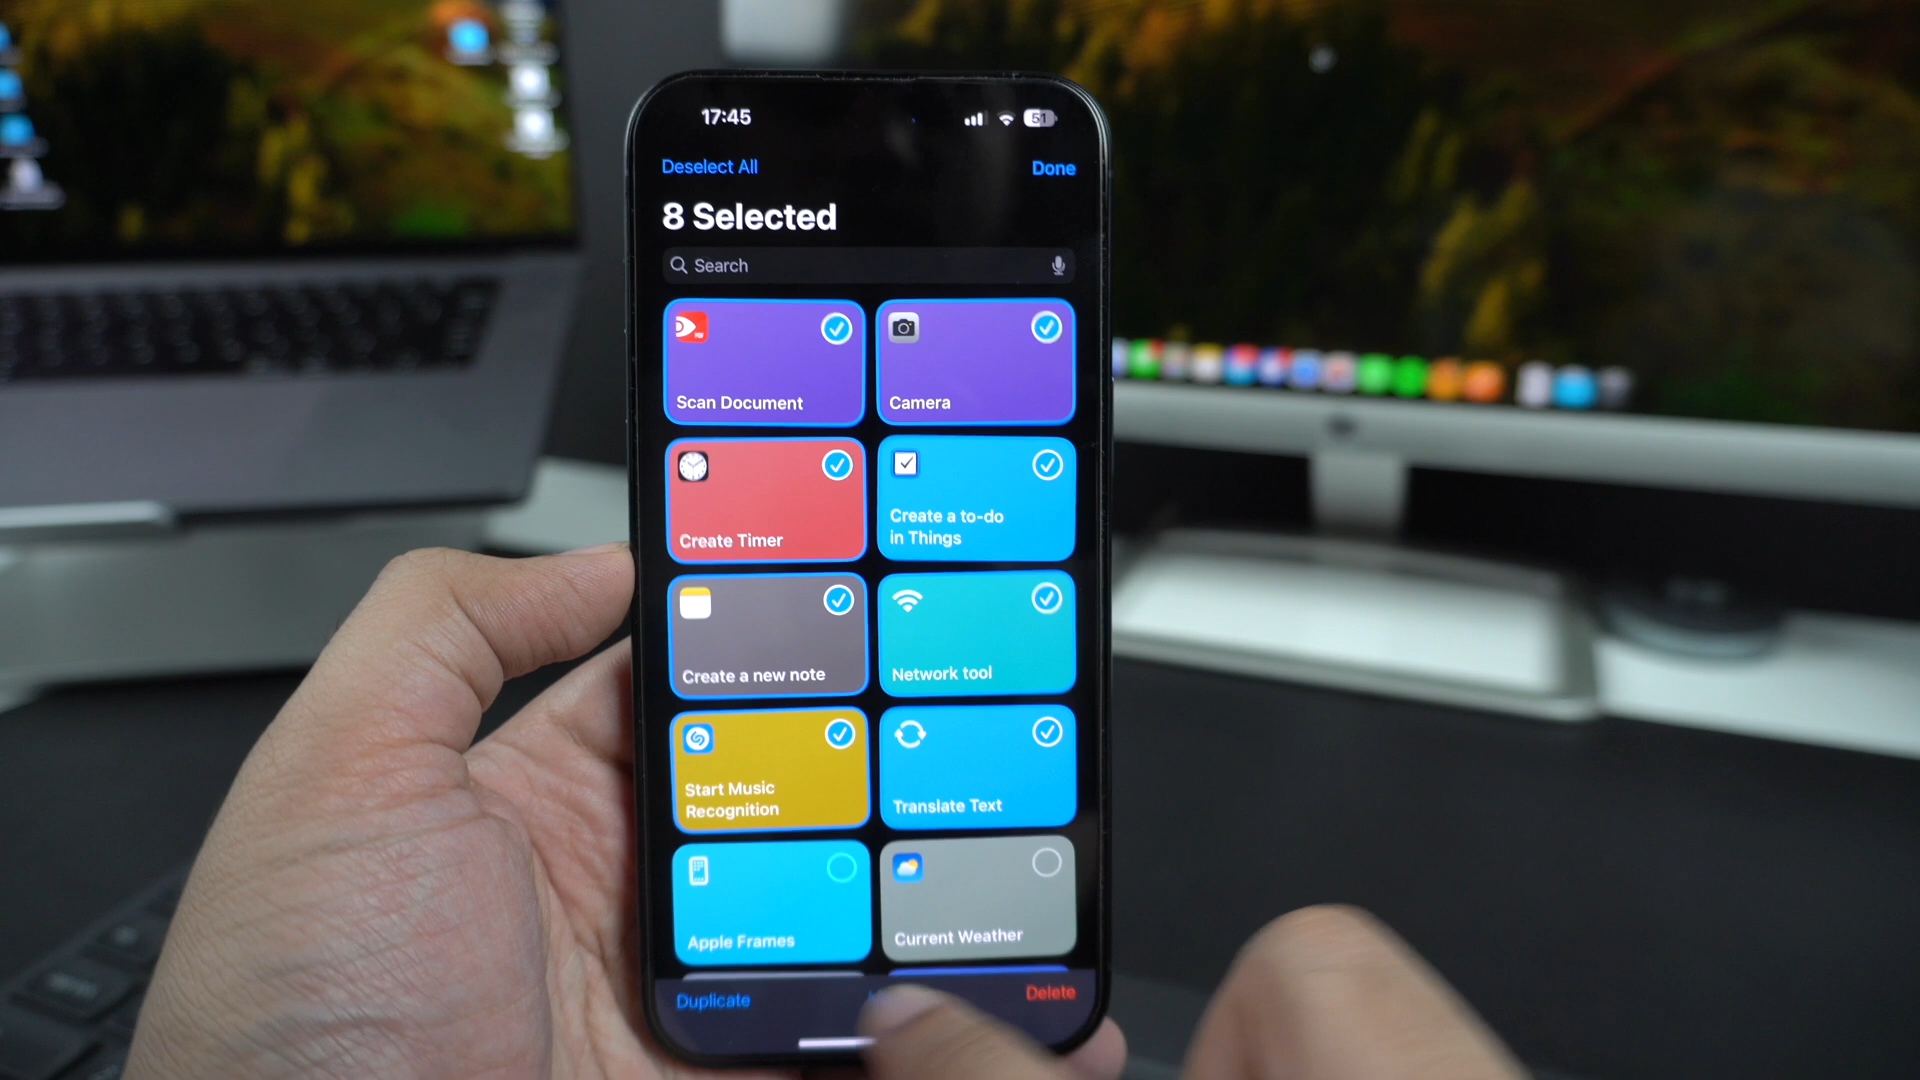 17:45
51
Deselect All
Done
8 Selected
Search
Scan Document
Camera
Create Timer
Create a to-do
in Things
Create a new note
Network tool
Start Music
Recognition
Translate Text
Apple Frames
Current Weather
Duplicate
Delete